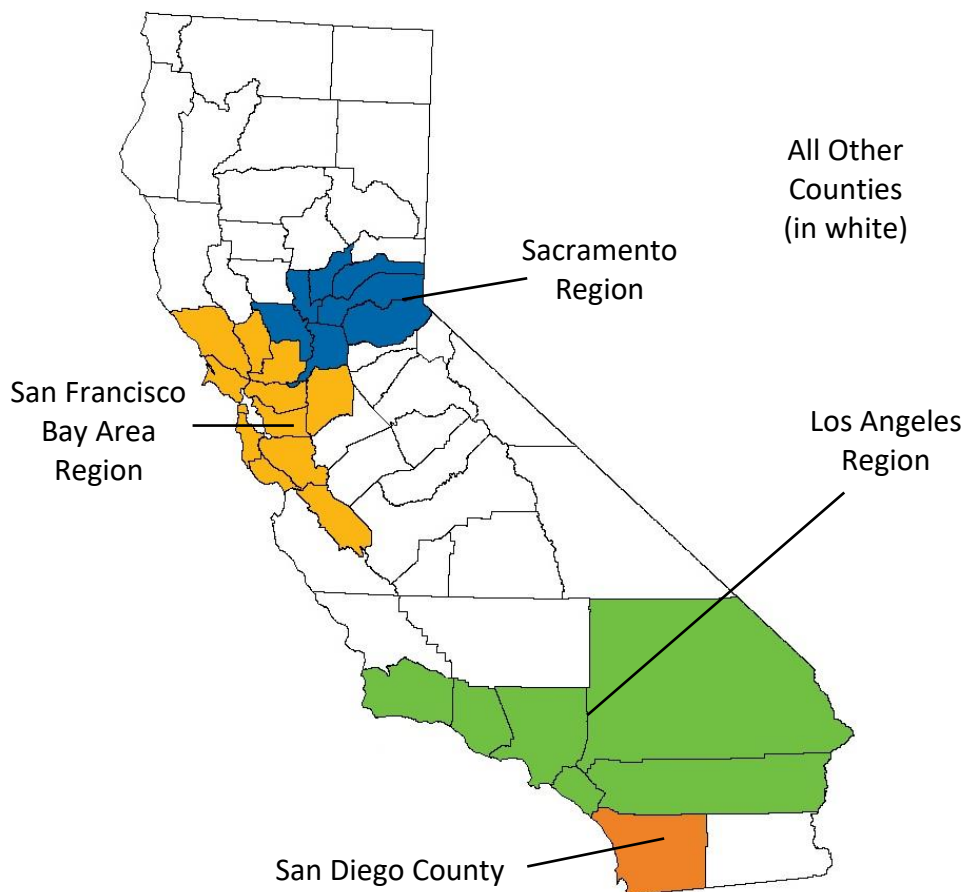 All Other
Counties
(in white)
Sacramento
Region
San Francisco
Bay Area
Region
Los Angeles
Region
San Diego County